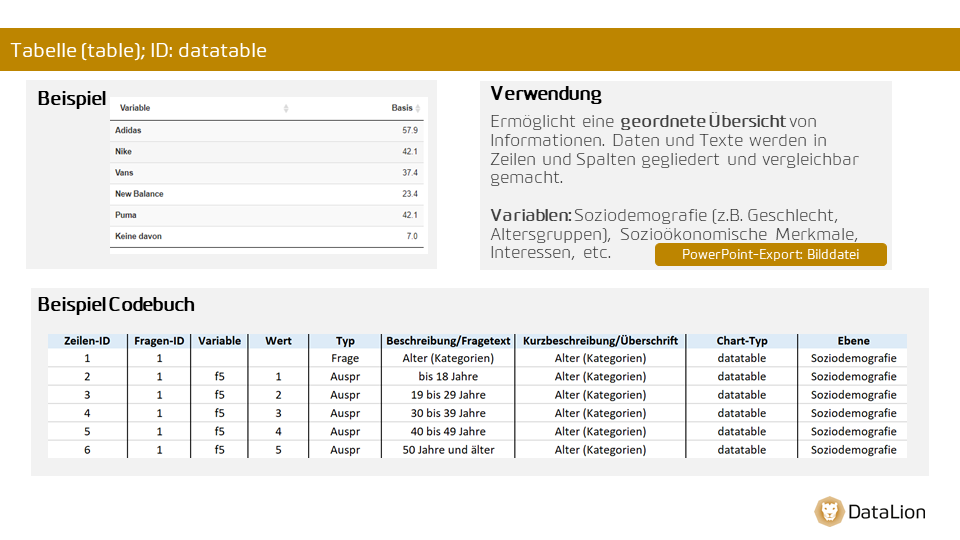 Tabelle (table); ID: datatable
Beispiel
Variable Basis
Adidas 57.9
Nike 42.1
Vans 37.4
New Balance 23.4
Puma 42.1
Keine davon 7.0
Verwendung
Ermöglicht eine geordnete Übersicht von
Informationen. Daten und Texte werden in
Zeilen und Spalten gegliedert und vergleichbar
gemacht.
Variablen: Soziodemografie (z.B. Geschlecht,
Altersgruppen), Sozioökonomische Merkmale,
Interessen, etc.
PowerPoint-Export: Bilddatei
Beispiel Codebuch
Zeilen-ID Fragen-ID Variable Wert Typ Beschreibung/Fragetext Kurzbeschreibung/Überschrift Chart-Typ Ebene
1 1 Frage Alter (Kategorien) Alter (Kategorien) datatable Soziodemografie
2 1 f5 1 Auspr bis 18 Jahre Alter (Kategorien) datatable Soziodemografie
3 1 f5 2 Auspr 19 bis 29 Jahre Alter (Kategorien) datatable Soziodemografie
4 1 f5 3 Auspr 30 bis 39 Jahre Alter (Kategorien) datatable Soziodemografie
5 1 f5 4 Auspr 40 bis 49 Jahre Alter (Kategorien) datatable Soziodemografie
6 1 f5 5 Auspr 50 Jahre und älter Alter (Kategorien) datatable Soziodemografie
DataLion